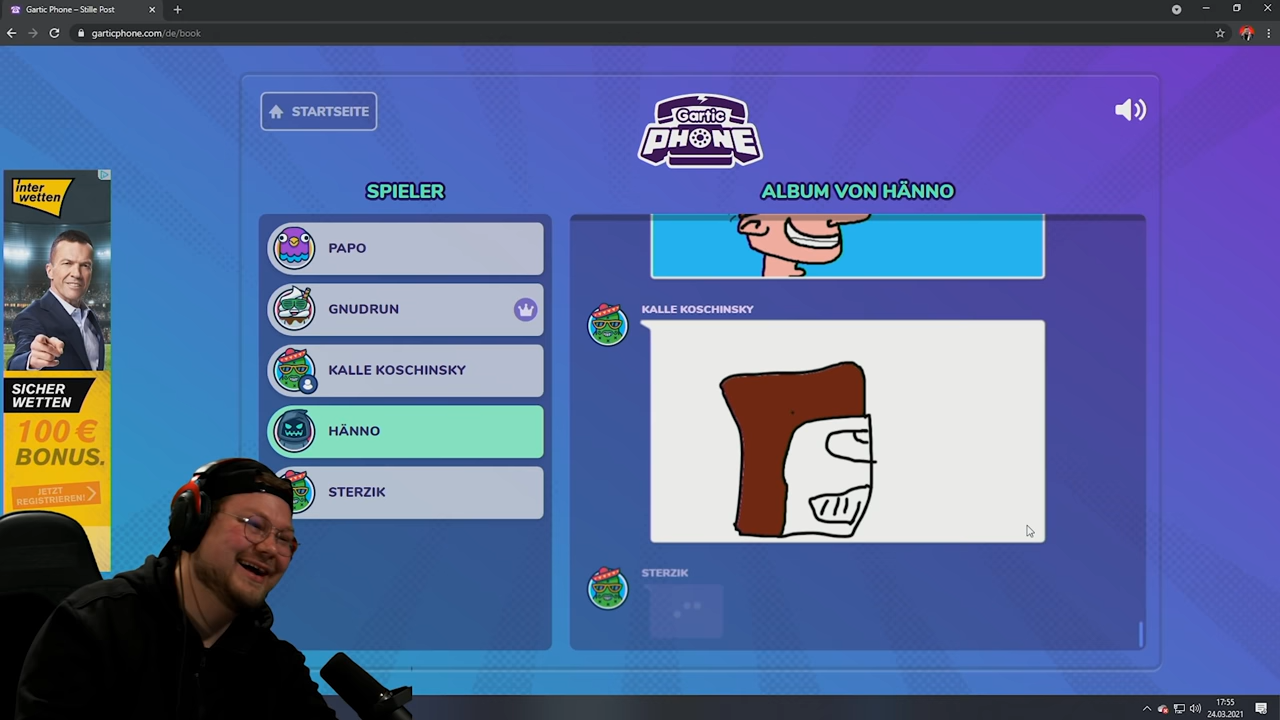 Gartic Phone – Stille Post
garticphone.com/de/book
STARTSEITE
Gartic
PHONE
SPIELER
ALBUM VON HÄNNO
PAPO
GNUDRUN
KALLE KOSCHINSKY
HÄNNO
STERZIK
KALLE KOSCHINSKY
STERZIK
inter
wetten
SICHER
WETTEN
100 €
BONUS.
JETZT
REGISTRIEREN!
17:55
24.03.2021